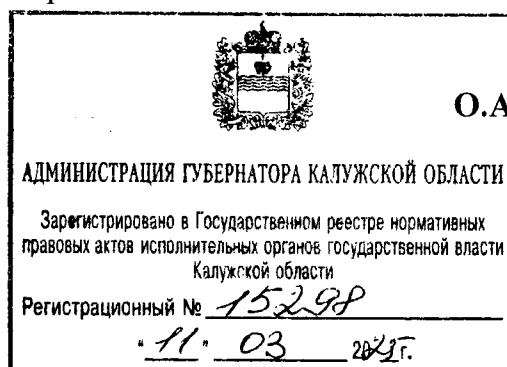 О.А
АДМИНИСТРАЦИЯ ГУБЕРНАТОРА КАЛУЖСКОЙ ОБЛАСТИ
Зарегистрировано в Государственном реестре нормативных
правовых актов исполнительных органов государственной власти
Калужской области
Регистрационный № 15298
"11" 03